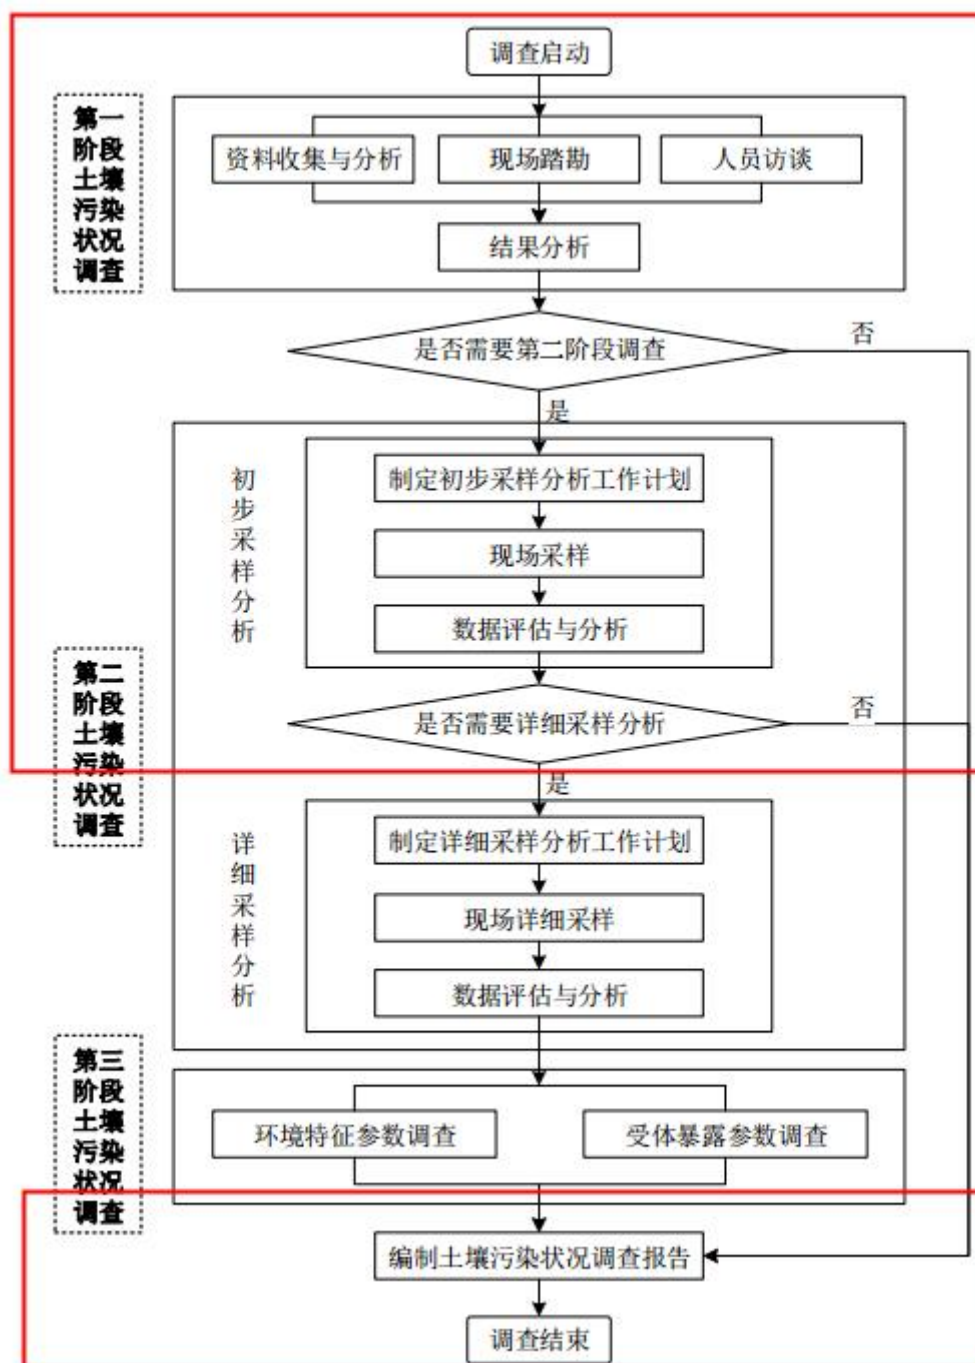 调查启动
第一
阶段
土壤
污染
状况
调查
资料收集与分析
现场踏勘
人员访谈
结果分析
是否需要第二阶段调查
否
是
初
步
采
样
分
析
制定初步采样分析工作计划
现场采样
数据评估与分析
第二
阶段
土壤
污染
状况
调查
是否需要详细采样分析
否
是
详
细
采
样
分
析
制定详细采样分析工作计划
现场详细采样
数据评估与分析
第三
阶段
土壤
污染
状况
调查
环境特征参数调查
受体暴露参数调查
编制土壤污染状况调查报告
调查结束